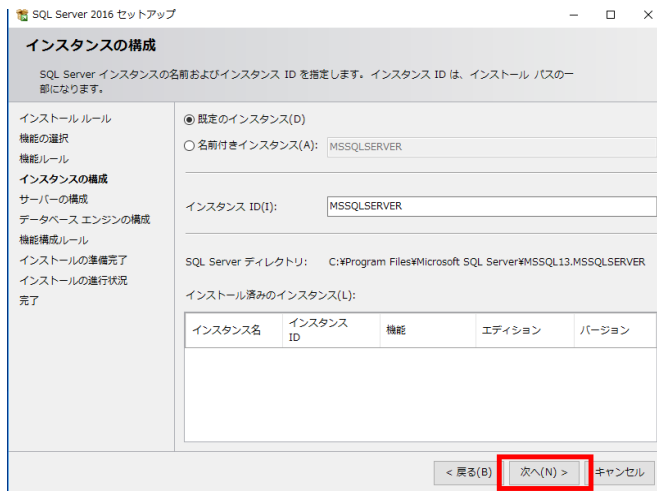 SQL Server 2016 セットアップ
インスタンスの構成
SQL Server インスタンスの名前およびインスタンス ID を指定します。インスタンス ID は、インストール パスの一
部になります。
インストール ルール
機能の選択
機能ルール
インスタンスの構成
サーバーの構成
データベース エンジンの構成
機能構成ルール
インストールの準備完了
インストールの進行状況
完了
既定のインスタンス(D)
名前付きインスタンス(A): MSSQLSERVER
インスタンス ID(I): MSSQLSERVER
SQL Server ディレクトリ: C:¥Program Files¥Microsoft SQL Server¥MSSQL13.MSSQLSERVER
インストール済みのインスタンス(L):
インスタンス名 インスタンス ID 機能 エディション バージョン
< 戻る(B) 次へ(N) > キャンセル